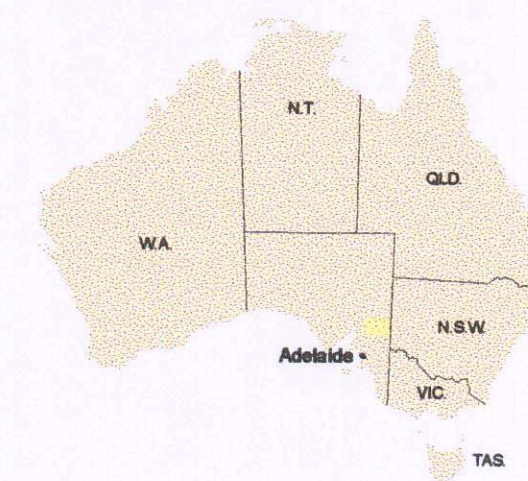 N.T.
QLD.
W.A.
N.S.W.
Adelaide
VIC.
TAS.